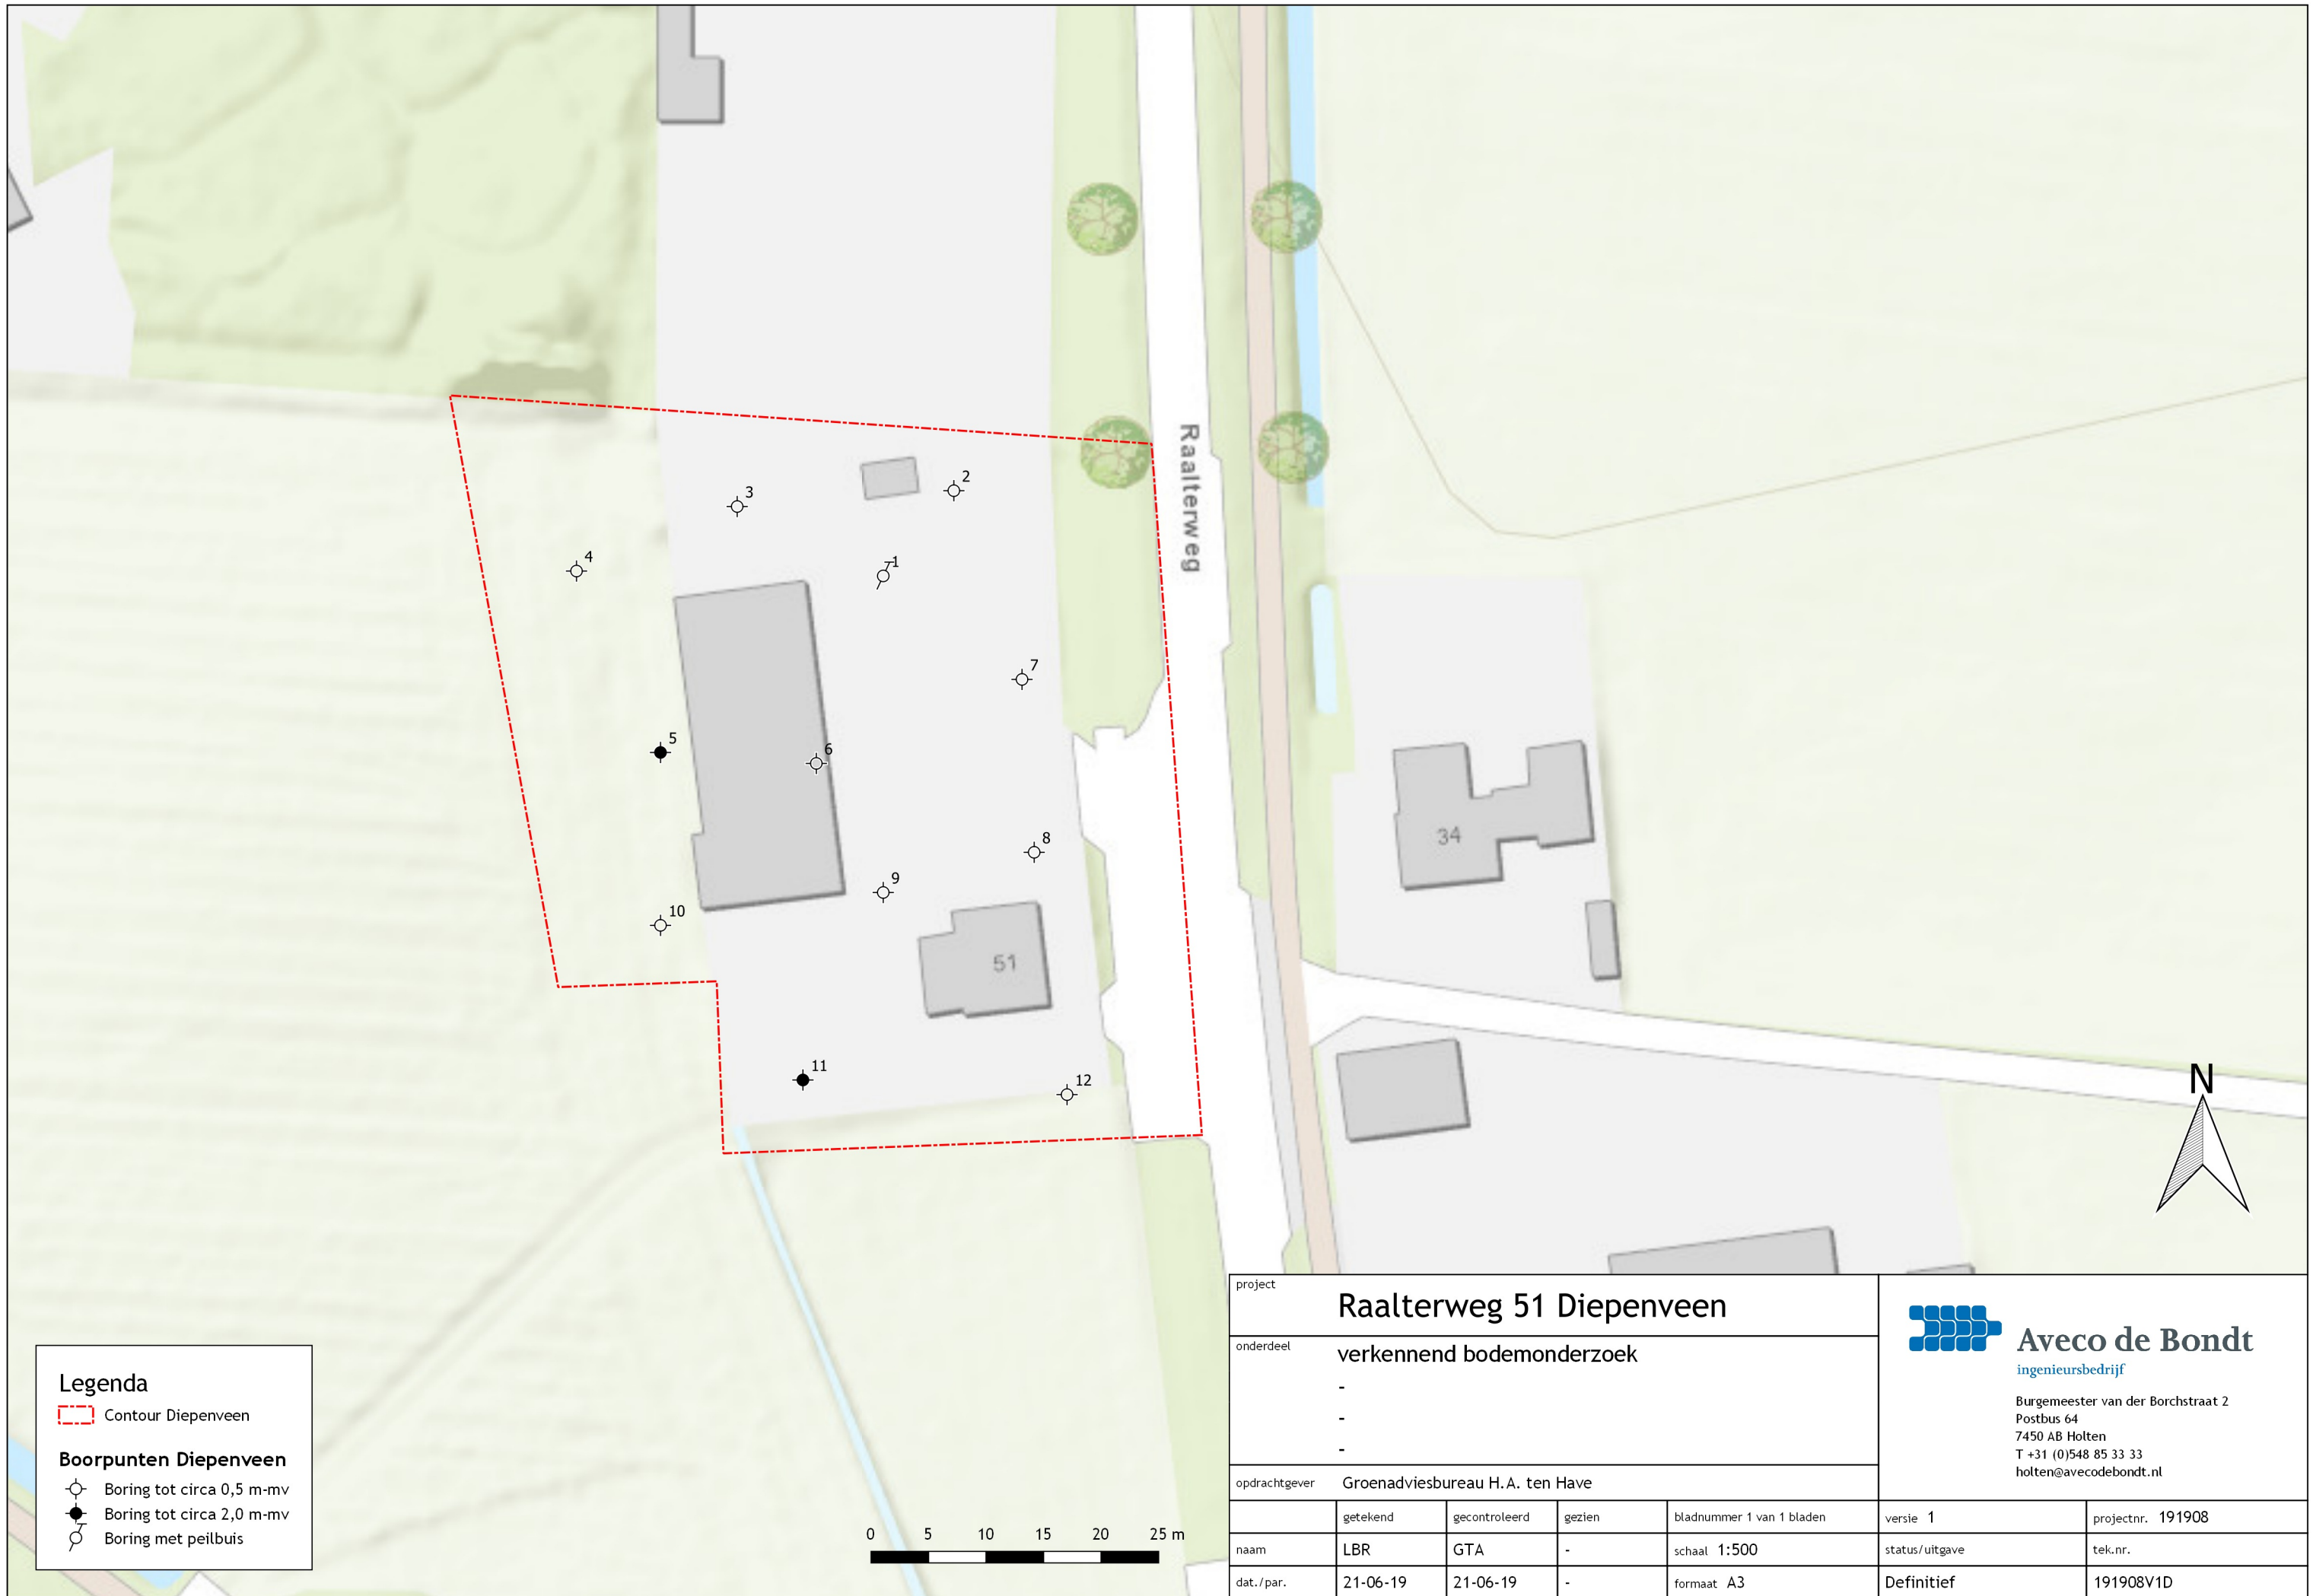 Raalterweg
3
2
4
1
7
5
6
8
9
10
51
11
12
34
N
Legenda
Contour Diepenveen
Boorpunten Diepenveen
Boring tot circa 0,5 m-mv
Boring tot circa 2,0 m-mv
Boring met peilbuis
0 5 10 15 20 25 m
project
Raalterweg 51 Diepenveen
onderdeel
verkennend bodemonderzoek
-
-
-
opdrachtgever Groenadviesbureau H.A. ten Have
Aveco de Bondt
ingenieursbedrijf
Burgemeester van der Borchstraat 2
Postbus 64
7450 AB Holten
T +31 (0)548 85 33 33
holten@avecodebondt.nl
getekend gecontroleerd gezien bladnummer 1 van 1 bladen versie 1 projectnr. 191908
naam LBR GTA - schaal 1:500 status/uitgave tek.nr.
dat./par. 21-06-19 21-06-19 - formaat A3 Definitief 191908V1D